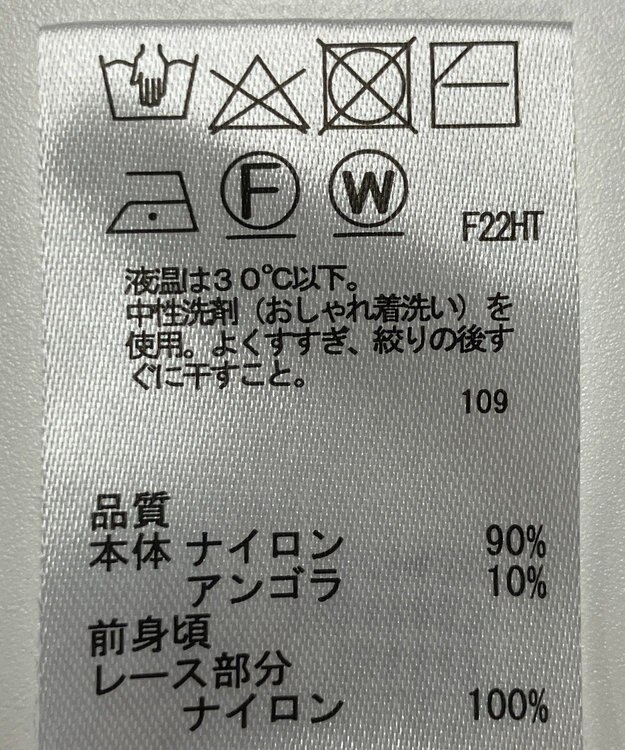 F W F22HT
液温は30℃以下。
中性洗剤（おしゃれ着洗い）を
使用。よくすすぎ、絞りの後す
ぐに干すこと。
109
品質
本体 ナイロン 90%
アンゴラ 10%
前身頃
レース部分
ナイロン 100%